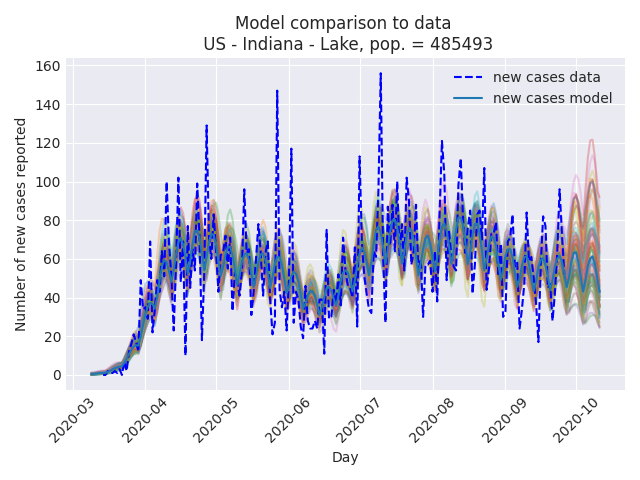 Model comparison to data
US - Indiana - Lake, pop. = 485493
new cases data
new cases model
Number of new cases reported
160
140
120
100
80
60
40
20
0
2020-03
2020-04
2020-05
2020-06
2020-07
2020-08
2020-09
2020-10
Day